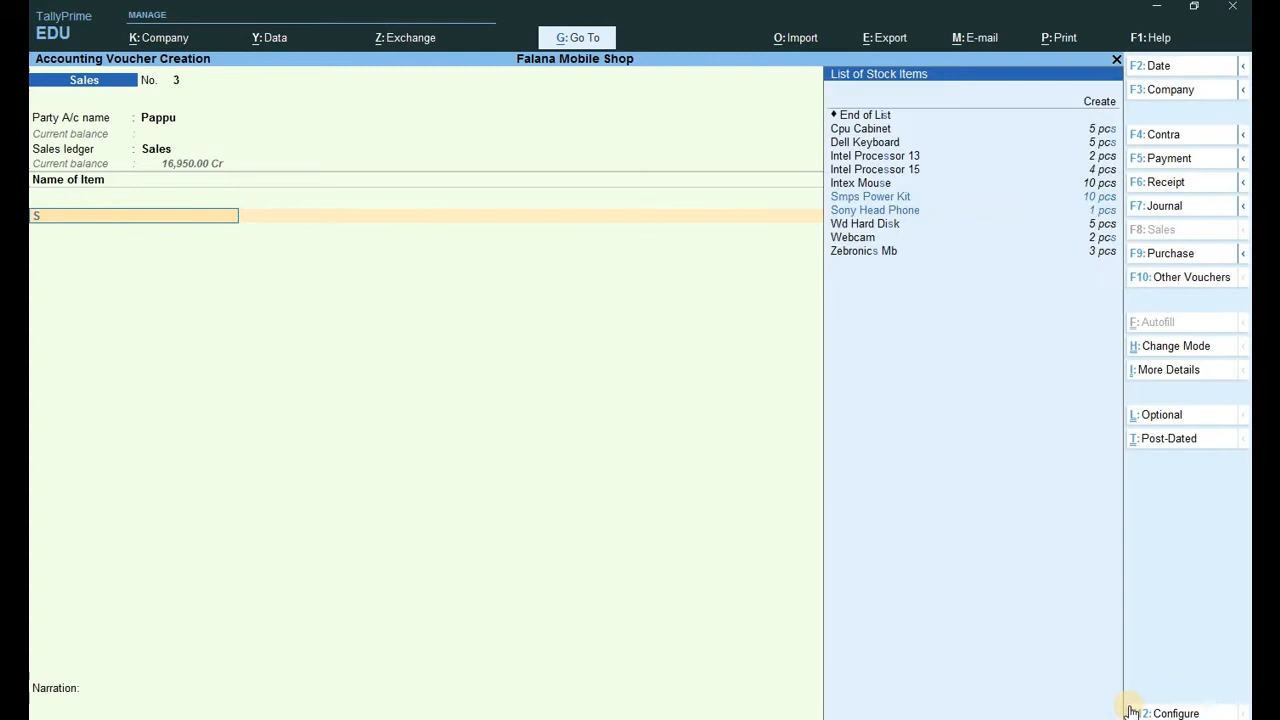 TallyPrime
EDU
MANAGE
K: Company
Y: Data
Z: Exchange
G: Go To
O: Import
E: Export
M: E-mail
P: Print
F1: Help
Accounting Voucher Creation
Falana Mobile Shop
Sales No. 3
Party A/c name : Pappu
Current balance :
Sales ledger : Sales
Current balance : 16,950.00 Cr
Name of Item
S
Narration:
List of Stock Items
Create
♦ End of List
Cpu Cabinet 5 pcs
Dell Keyboard 5 pcs
Intel Processor 13 2 pcs
Intel Processor 15 4 pcs
Intex Mouse 10 pcs
Smps Power Kit 10 pcs
Sony Head Phone 1 pcs
Wd Hard Disk 5 pcs
Webcam 2 pcs
Zebronics Mb 3 pcs
F2: Date
F3: Company
F4: Contra
F5: Payment
F6: Receipt
F7: Journal
F8: Sales
F9: Purchase
F10: Other Vouchers
F: Autofill
H: Change Mode
I: More Details
L: Optional
T: Post-Dated
2: Configure